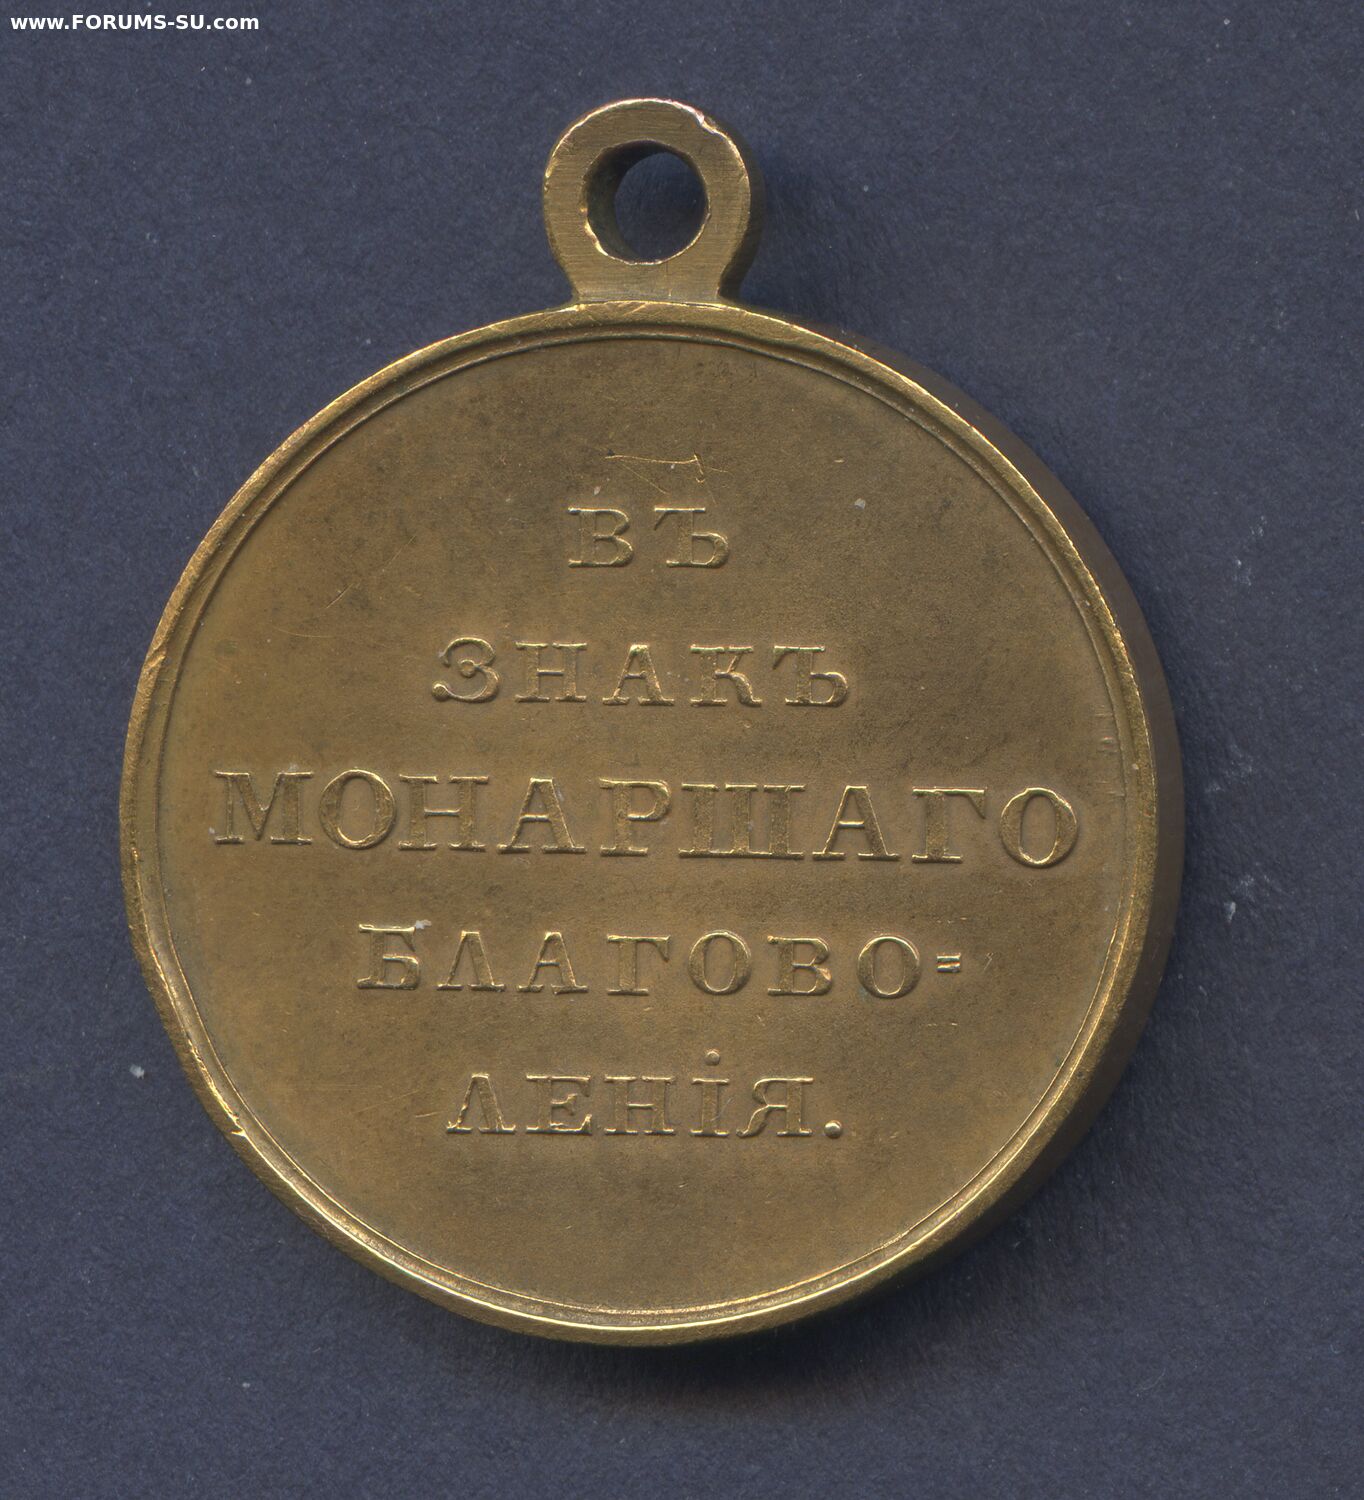 www.FORUMS-SU.com
ВЪ
ЗНАКЪ
МОНАРШАГО
БЛАГОВО=
ЛЕНІЯ.